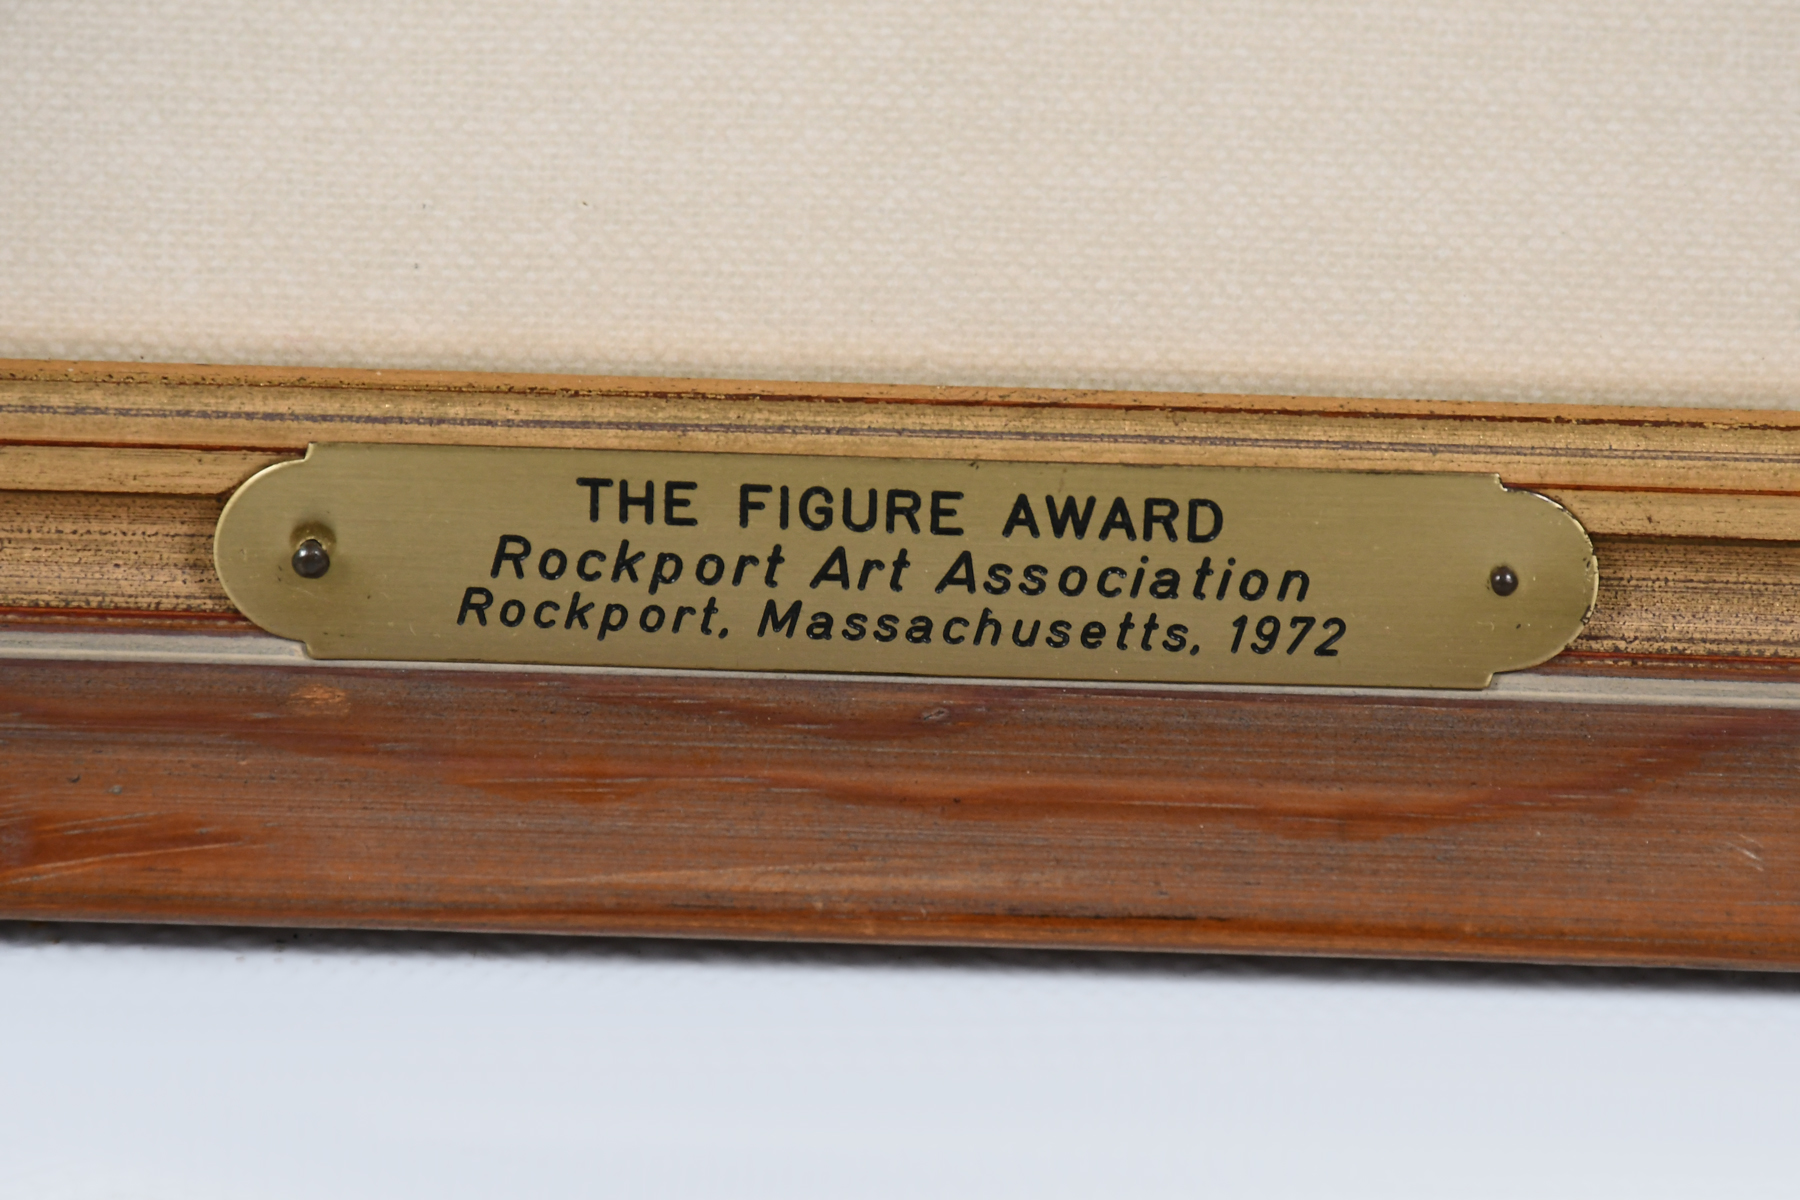 THE FIGURE AWARD
Rockport Art Association
Rockport, Massachusetts, 1972